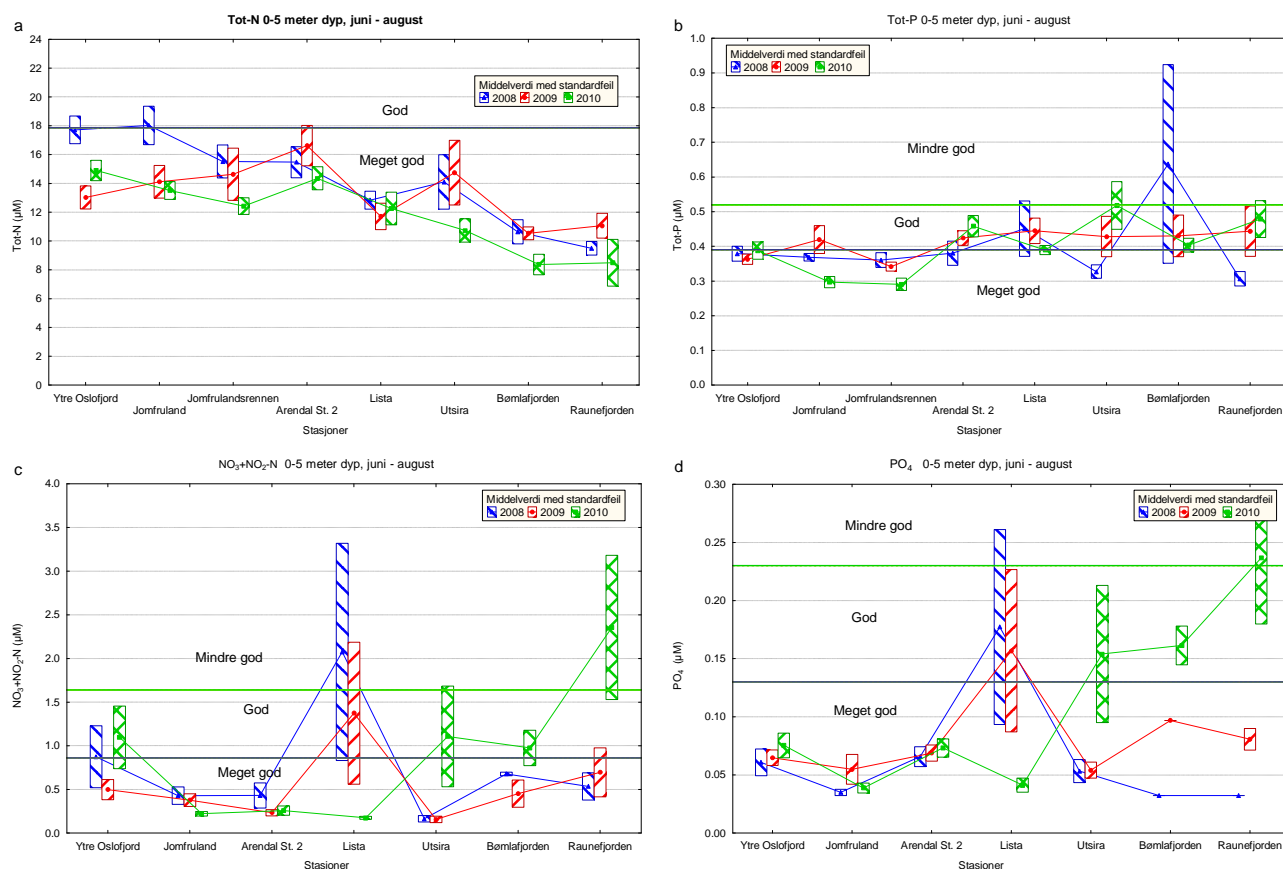 a
Tot-N 0-5 meter dyp, juni - august
24
22
20
18
16
14
12
10
8
6
4
2
0
Tot-N (µM)
Middelverdi med standardfeil
2008 2009 2010
God
Meget god
Ytre Oslofjord Jomfrulandsrennen Lista Bømlafjorden
Jomfruland Arendal St. 2 Utsira Raunefjorden
Stasjoner
b
Tot-P 0-5 meter dyp, juni - august
1.0
0.9
0.8
0.7
0.6
0.5
0.4
0.3
0.2
0.1
0.0
Tot-P (µM)
Middelverdi med standardfeil
2008 2009 2010
Mindre god
God
Meget god
Ytre Oslofjord Jomfrulandsrennen Lista Bømlafjorden
Jomfruland Arendal St. 2 Utsira Raunefjorden
Stasjoner
c
NO₃+NO₂-N 0-5 meter dyp, juni - august
4.0
3.5
3.0
2.5
2.0
1.5
1.0
0.5
0.0
NO₃+NO₂-N (µM)
Middelverdi med standardfeil
2008 2009 2010
Mindre god
God
Meget god
Ytre Oslofjord Jomfruland Arendal St. 2 Lista Utsira Bømlafjorden Raunefjorden
Stasjoner
d
PO₄ 0-5 meter dyp, juni - august
0.30
0.25
0.20
0.15
0.10
0.05
0.00
PO₄ (µM)
Middelverdi med standardfeil
2008 2009 2010
Mindre god
God
Meget god
Ytre Oslofjord Jomfruland Arendal St. 2 Lista Utsira Bømlafjorden Raunefjorden
Stasjoner